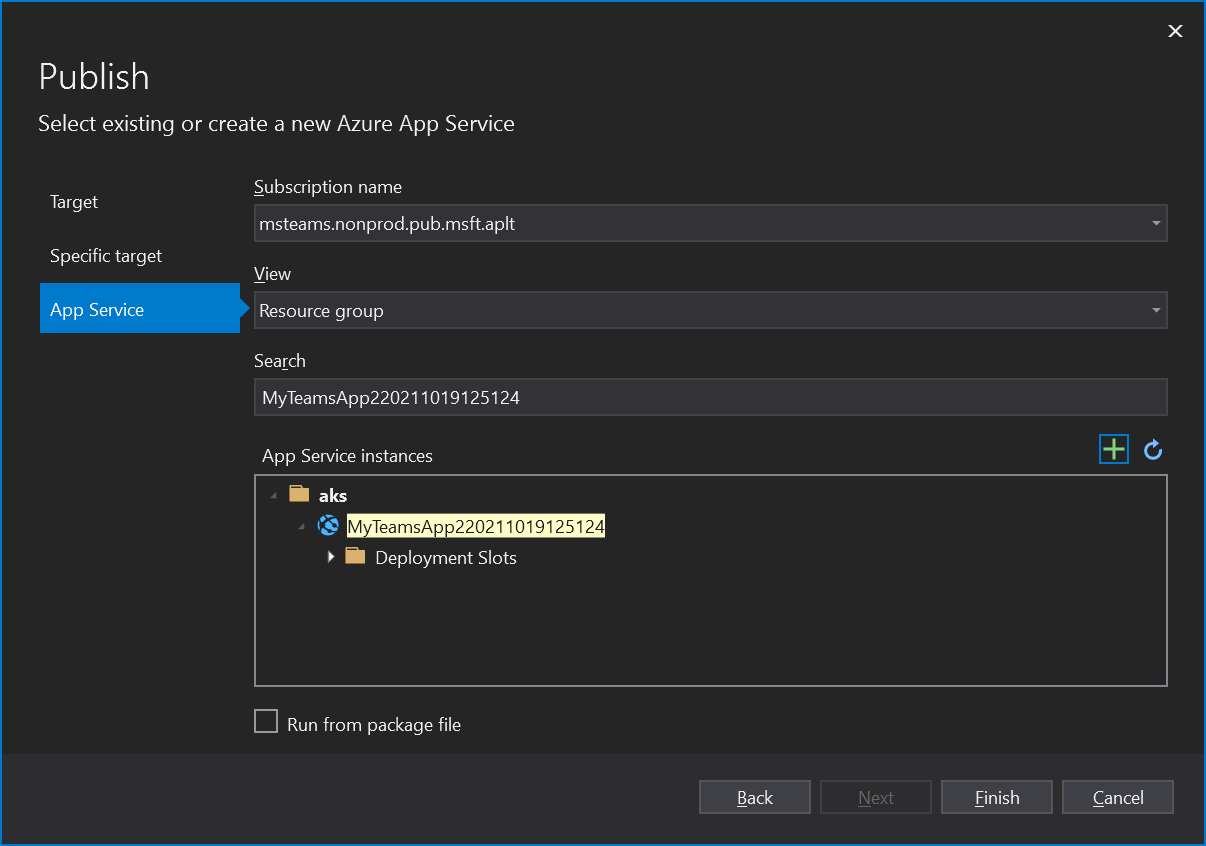 Publish
Select existing or create a new Azure App Service
Target
Specific target
App Service
Subscription name
msteams.nonprod.pub.msft.aplt
View
Resource group
Search
MyTeamsApp220211019125124
App Service instances
aks
MyTeamsApp220211019125124
Deployment Slots
Run from package file
Back
Next
Finish
Cancel